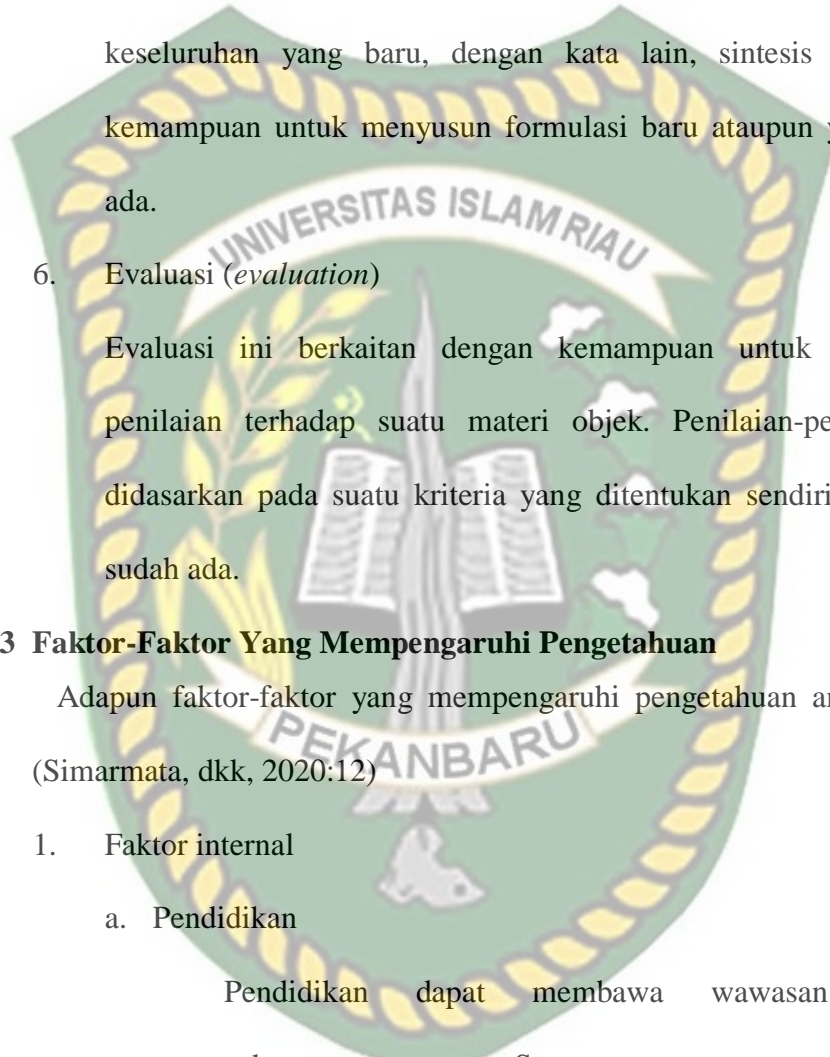 keseluruhan yang baru, dengan kata lain, sintesis
kemampuan untuk menyusun formulasi baru ataupun
ada.
UNIVERSITAS ISLAM RIAU
6. Evaluasi (evaluation)
Evaluasi ini berkaitan dengan kemampuan untuk
penilaian terhadap suatu materi objek. Penilaian-pe
didasarkan pada suatu kriteria yang ditentukan sendiri
sudah ada.
3 Faktor-Faktor Yang Mempengaruhi Pengetahuan
Adapun faktor-faktor yang mempengaruhi pengetahuan
PEKANBARU
(Simarmata, dkk, 2020:12)
1. Faktor internal
a. Pendidikan
Pendidikan dapat membawa wawasan